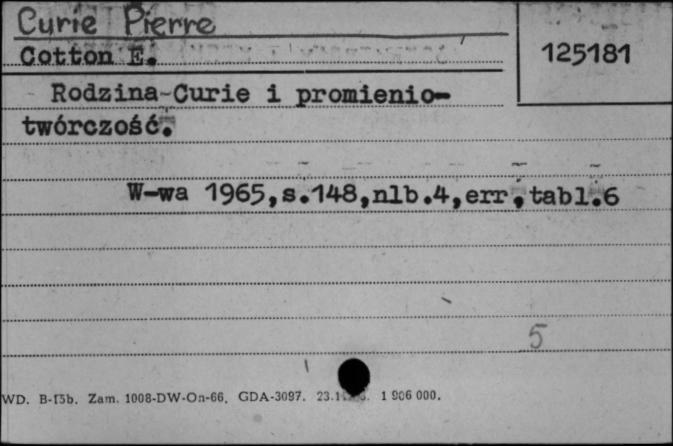 Curie Pierre
Cotton E.
125181
Rodzina Curie i promienio-
twórczość.
W-wa 1965,s.148,nlb.4,err,tabl.6
5
WD. B-15b. Zam. 1008-DW-On-66. GDA-3097. 1 906 000.